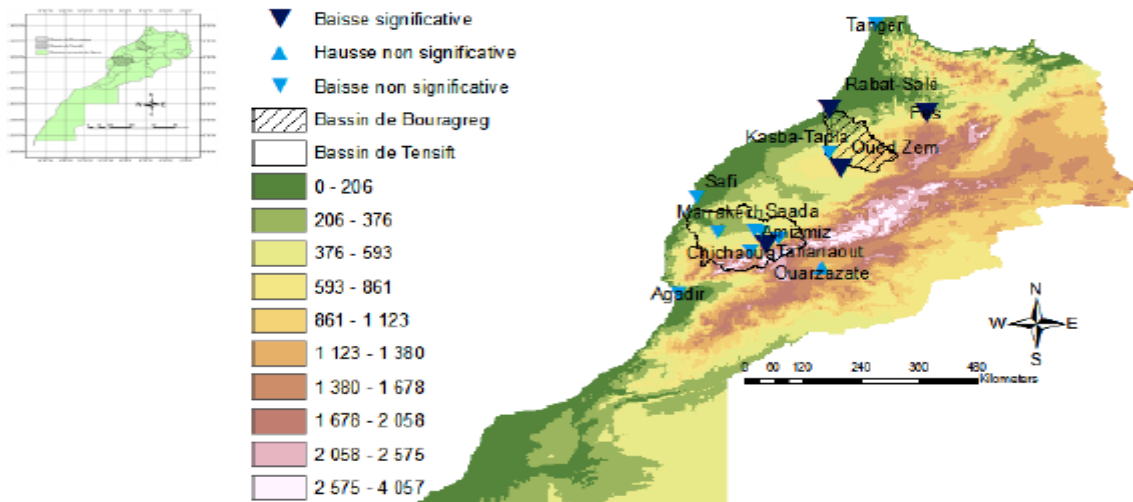 Baisse significative
Hausse non significative
Baisse non significative
Bassin de Bouragreg
Bassin de Tensift
0 - 206
206 - 376
376 - 593
593 - 861
861 - 1 123
1 123 - 1 380
1 380 - 1 678
1 678 - 2 058
2 058 - 2 575
2 575 - 4 057
Tanger
Rabat-Salé
Fès
Kasba-Tadla
Oued Zem
Safi
Marrakech
Saada
Amizmiz
Chichaoua
Tahanaout
Ouarzazate
Agadir
N
W E
S
0 60 120 240 360 480
Kilometers